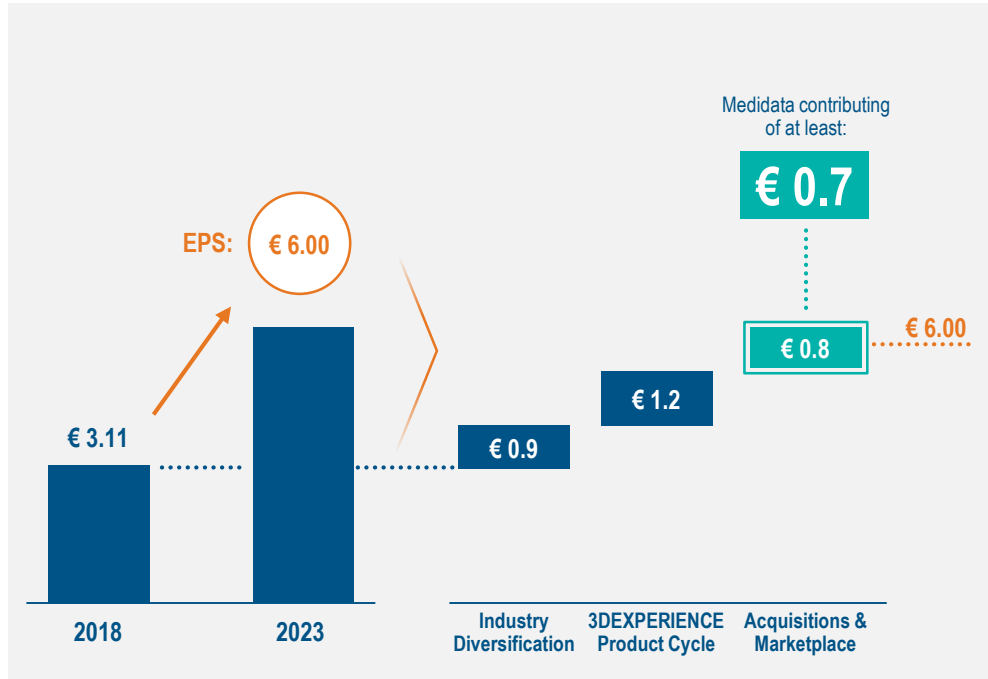 Medidata contributing
of at least:
€ 0.7
EPS:
€ 6.00
€ 6.00
€ 0.8
€ 1.2
€ 3.11
€ 0.9
2018
2023
Industry
Diversification
3DEXPERIENCE
Product Cycle
Acquisitions &
Marketplace